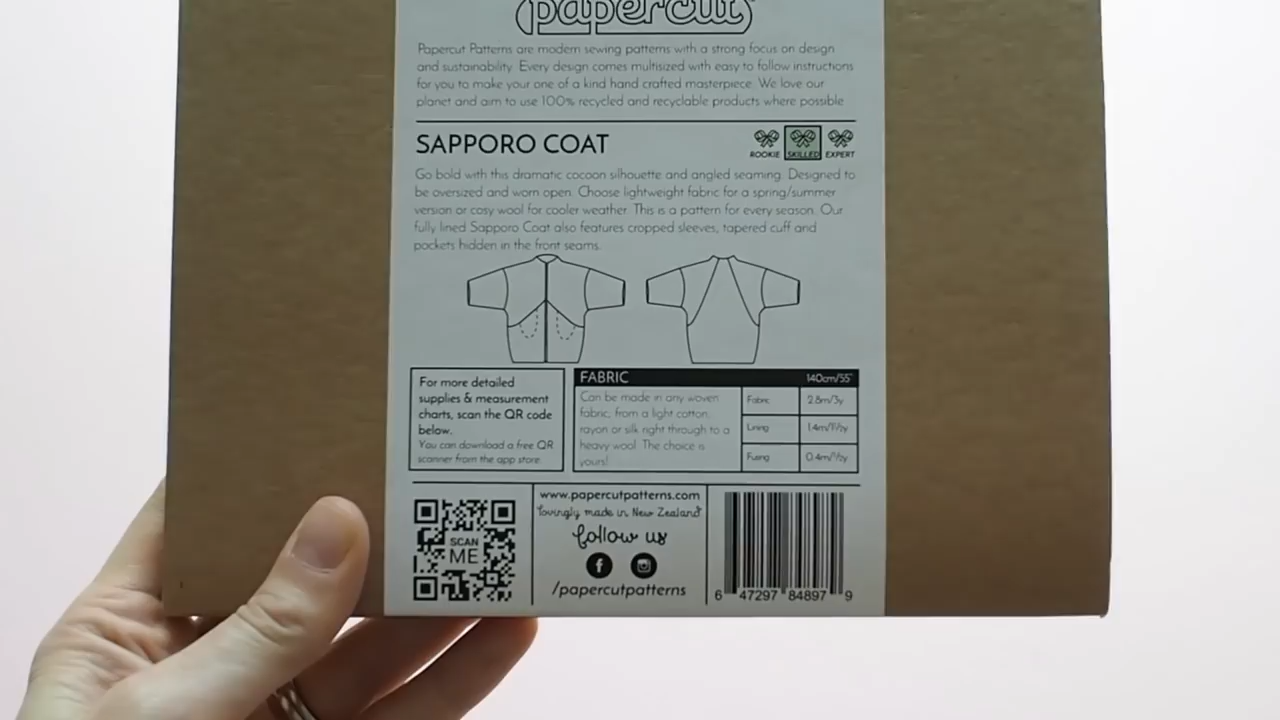 papercut
Papercut Patterns are modern sewing patterns with a strong focus on design
and sustainability. Every design comes multisized with easy to follow instructions
for you to make your one of a kind hand crafted masterpiece. We love our
planet and aim to use 100% recycled and recyclable products where possible
SAPPORO COAT
ROOKIE SKILLED EXPERT
Go bold with this dramatic cocoon silhouette and angled seaming. Designed to
be oversized and worn open. Choose lightweight fabric for a spring/summer
version or cosy wool for cooler weather. This is a pattern for every season. Our
fully lined Sapporo Coat also features cropped sleeves, tapered cuff and
pockets hidden in the front seams.
For more detailed
supplies & measurement
charts, scan the QR code
below.
You can download a free QR
scanner from the app store.
FABRIC 140cm/55"
Can be made in any woven
fabric, from a light cotton,
rayon or silk right through to a
heavy wool. The choice is
yours!
Fabric 2.8m/3y
Lining 1.4m/1½y
Fusing 0.4m/½y
SCAN
ME
www.papercutpatterns.com
lovingly made in New Zealand
follow us
/papercutpatterns
6 47297 84897 9